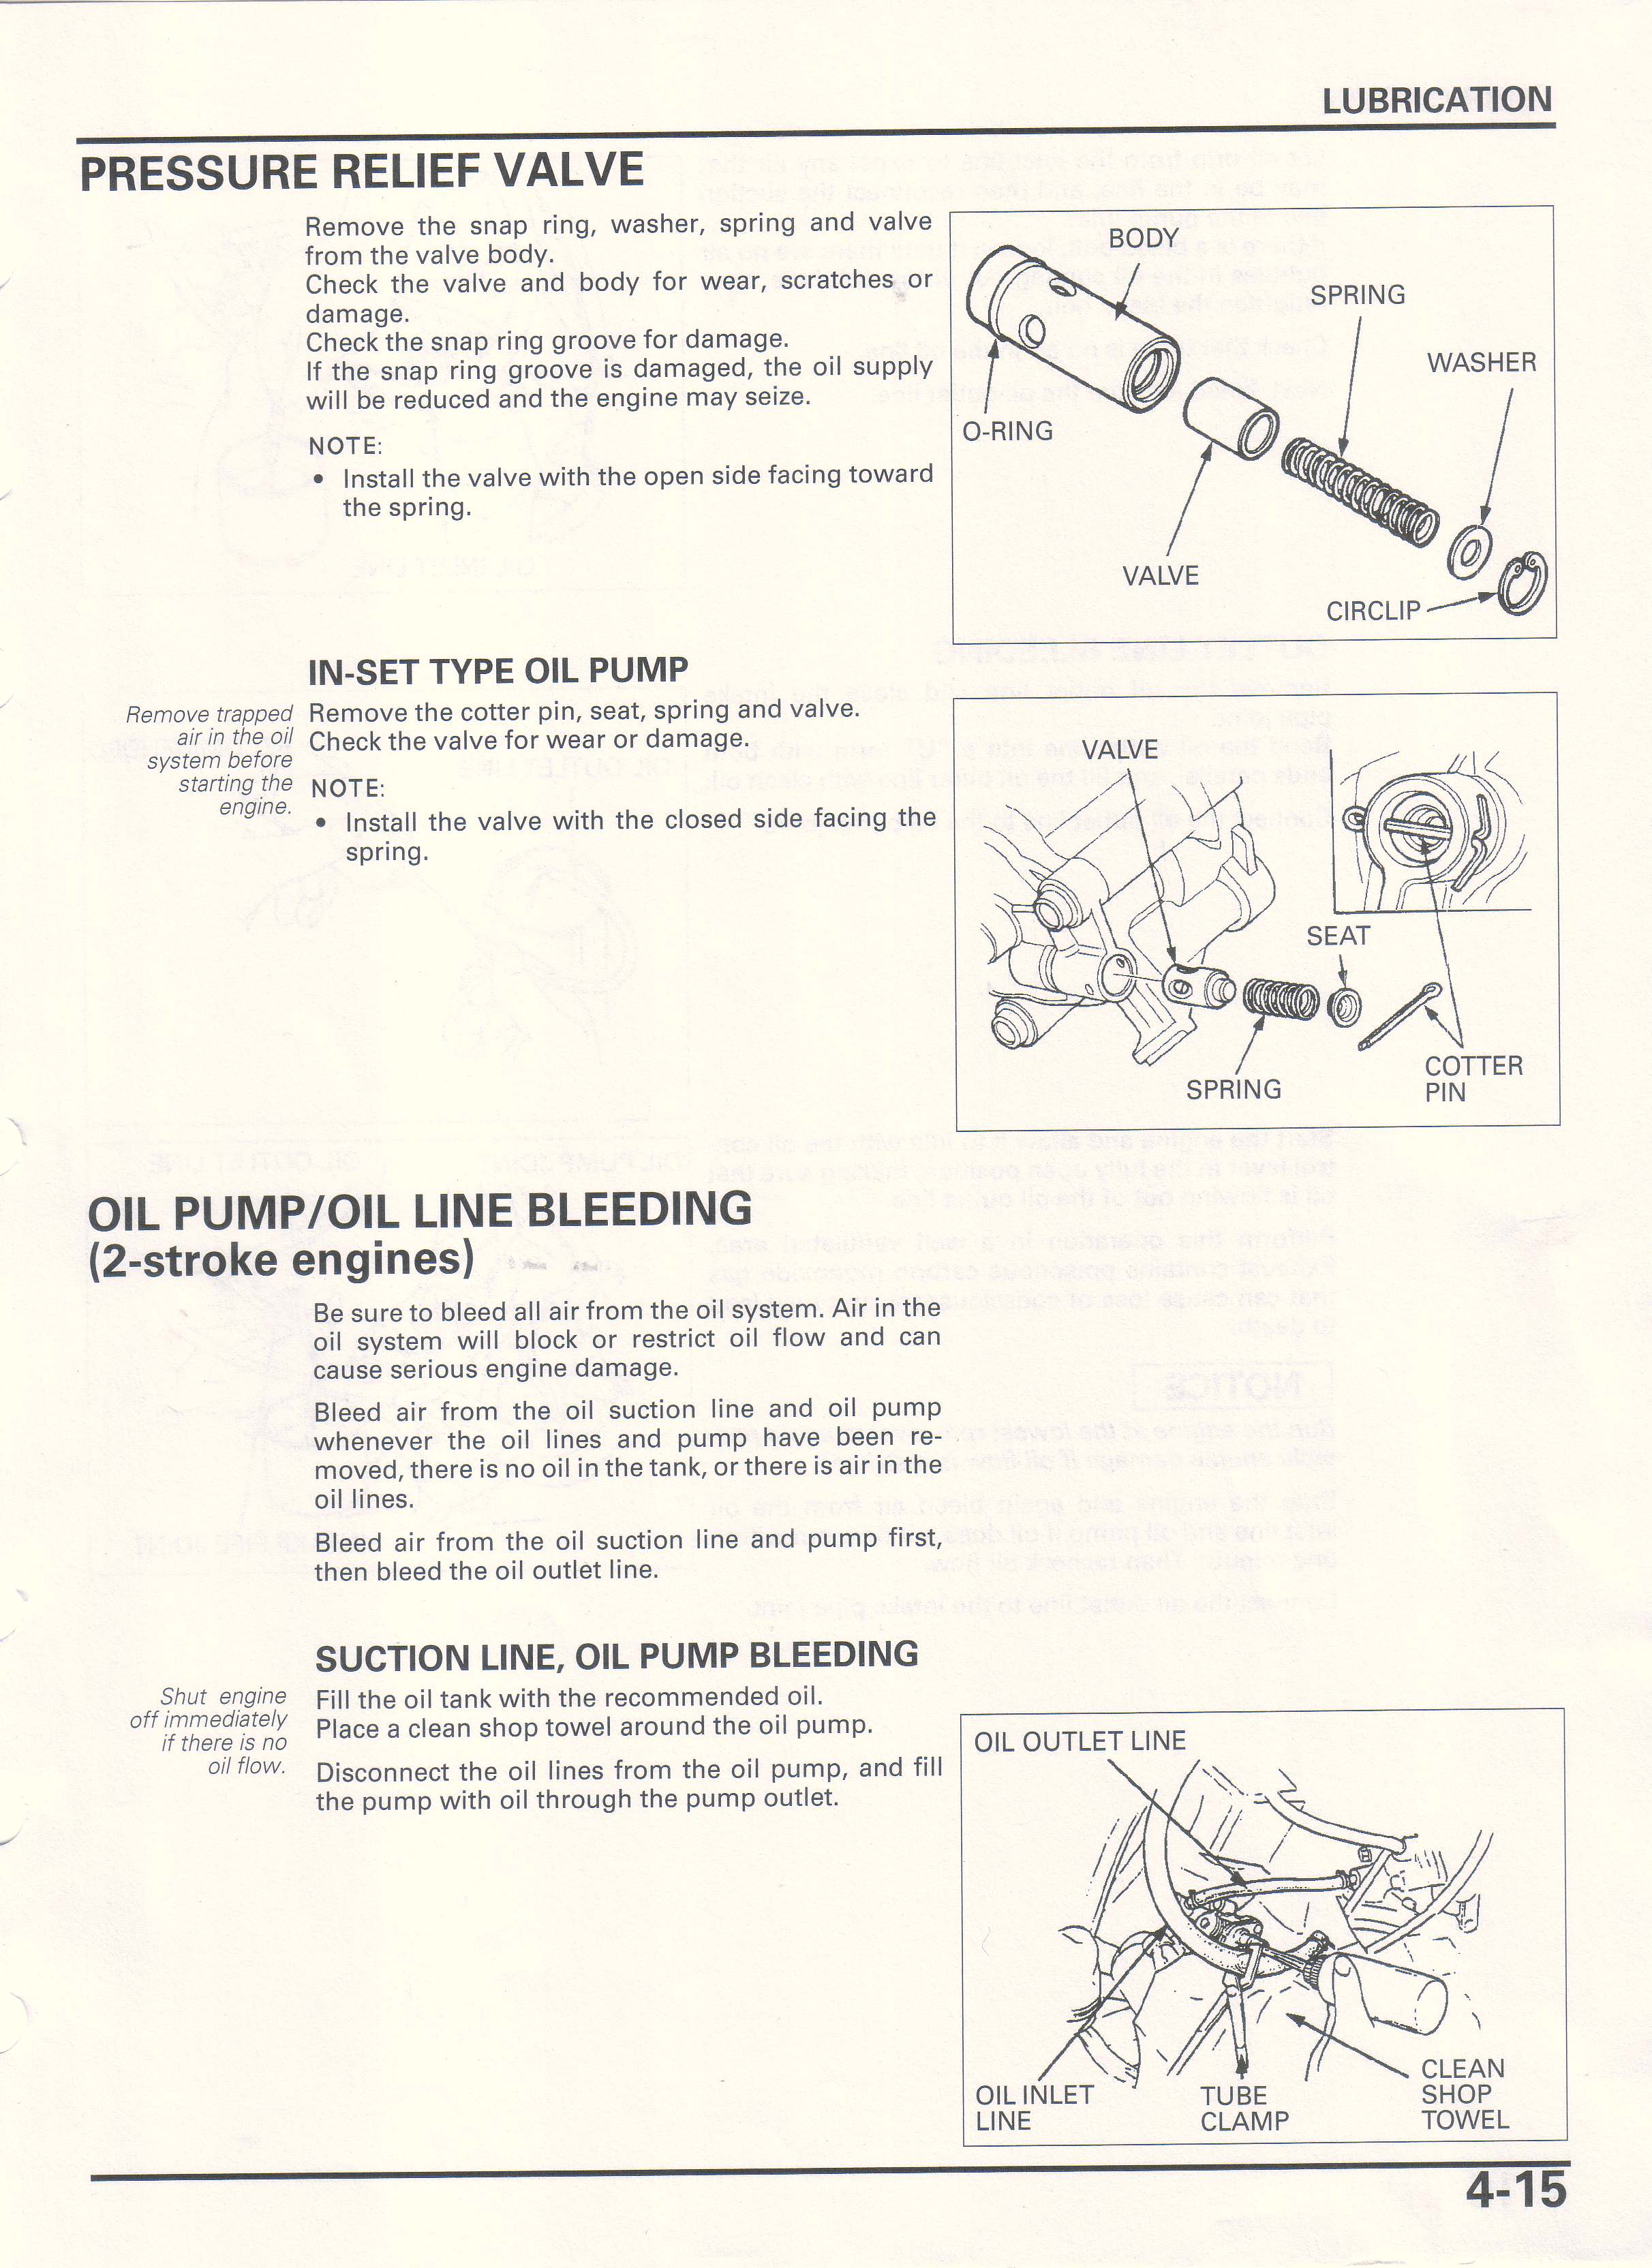 LUBRICATION
PRESSURE RELIEF VALVE
Remove the snap ring, washer, spring and valve
from the valve body.
Check the valve and body for wear, scratches or
damage.
Check the snap ring groove for damage.
If the snap ring groove is damaged, the oil supply
will be reduced and the engine may seize.
NOTE:
• Install the valve with the open side facing toward
the spring.
BODY
SPRING
WASHER
O-RING
VALVE
CIRCLIP
IN-SET TYPE OIL PUMP
Remove trapped
air in the oil
system before
starting the
engine.
Remove the cotter pin, seat, spring and valve.
Check the valve for wear or damage.
NOTE:
• Install the valve with the closed side facing the
spring.
VALVE
SEAT
SPRING
COTTER
PIN
OIL PUMP/OIL LINE BLEEDING
(2-stroke engines)
Be sure to bleed all air from the oil system. Air in the
oil system will block or restrict oil flow and can
cause serious engine damage.
Bleed air from the oil suction line and oil pump
whenever the oil lines and pump have been re-
moved, there is no oil in the tank, or there is air in the
oil lines.
Bleed air from the oil suction line and pump first,
then bleed the oil outlet line.
SUCTION LINE, OIL PUMP BLEEDING
Shut engine
off immediately
if there is no
oil flow.
Fill the oil tank with the recommended oil.
Place a clean shop towel around the oil pump.
Disconnect the oil lines from the oil pump, and fill
the pump with oil through the pump outlet.
OIL OUTLET LINE
OIL INLET
LINE
TUBE
CLAMP
CLEAN
SHOP
TOWEL
4-15